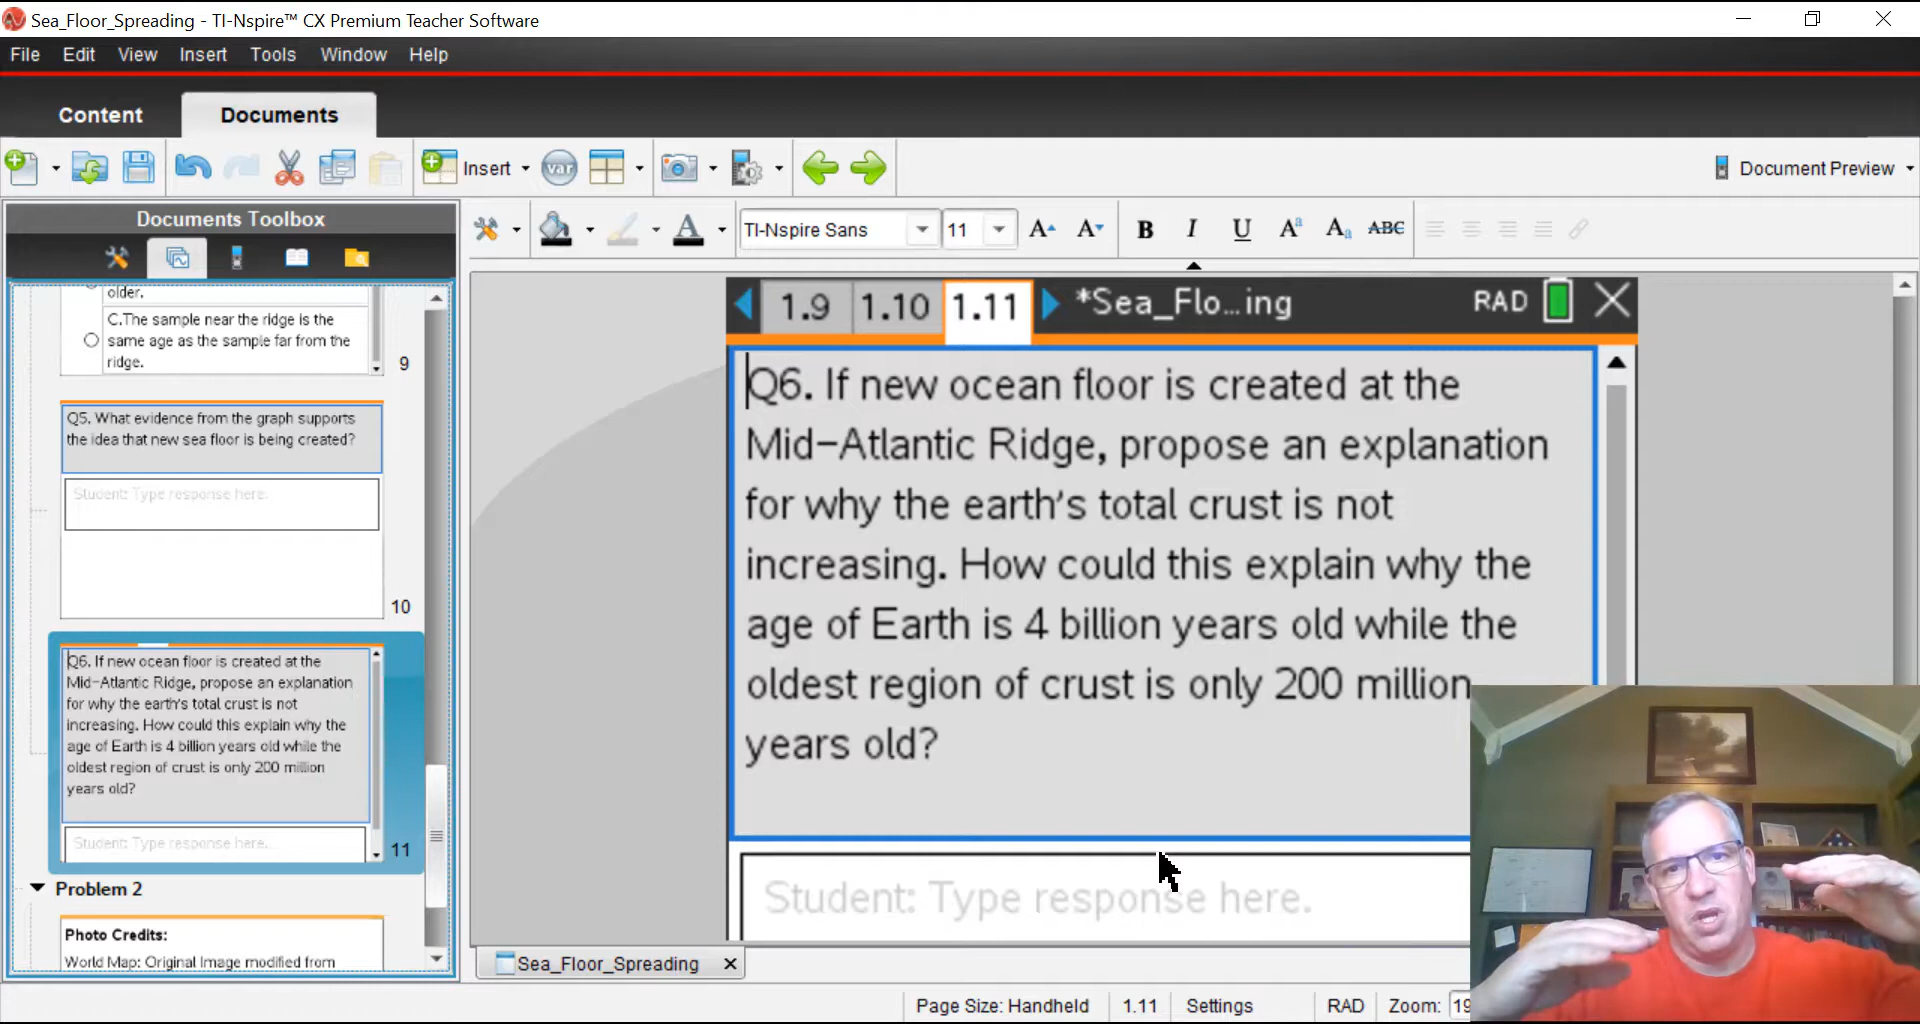 Sea_Floor_Spreading - TI-Nspire™ CX Premium Teacher Software
File Edit View Insert Tools Window Help
Content Documents
Insert var Document Preview
Documents Toolbox
TI-Nspire Sans 11 A A B I U Aa Aa ABC
older.
C.The sample near the ridge is the
same age as the sample far from the
ridge.
9
Q5. What evidence from the graph supports
the idea that new sea floor is being created?
Student: Type response here.
10
Q6. If new ocean floor is created at the
Mid-Atlantic Ridge, propose an explanation
for why the earth's total crust is not
increasing. How could this explain why the
age of Earth is 4 billion years old while the
oldest region of crust is only 200 million
years old?
Student: Type response here...
11
Problem 2
Photo Credits:
World Map: Original Image modified from
1.9 1.10 1.11 *Sea_Flo...ing RAD
Q6. If new ocean floor is created at the
Mid-Atlantic Ridge, propose an explanation
for why the earth's total crust is not
increasing. How could this explain why the
age of Earth is 4 billion years old while the
oldest region of crust is only 200 million
years old?
Student: Type response here.
Sea_Floor_Spreading
Page Size: Handheld 1.11 Settings RAD Zoom: 19